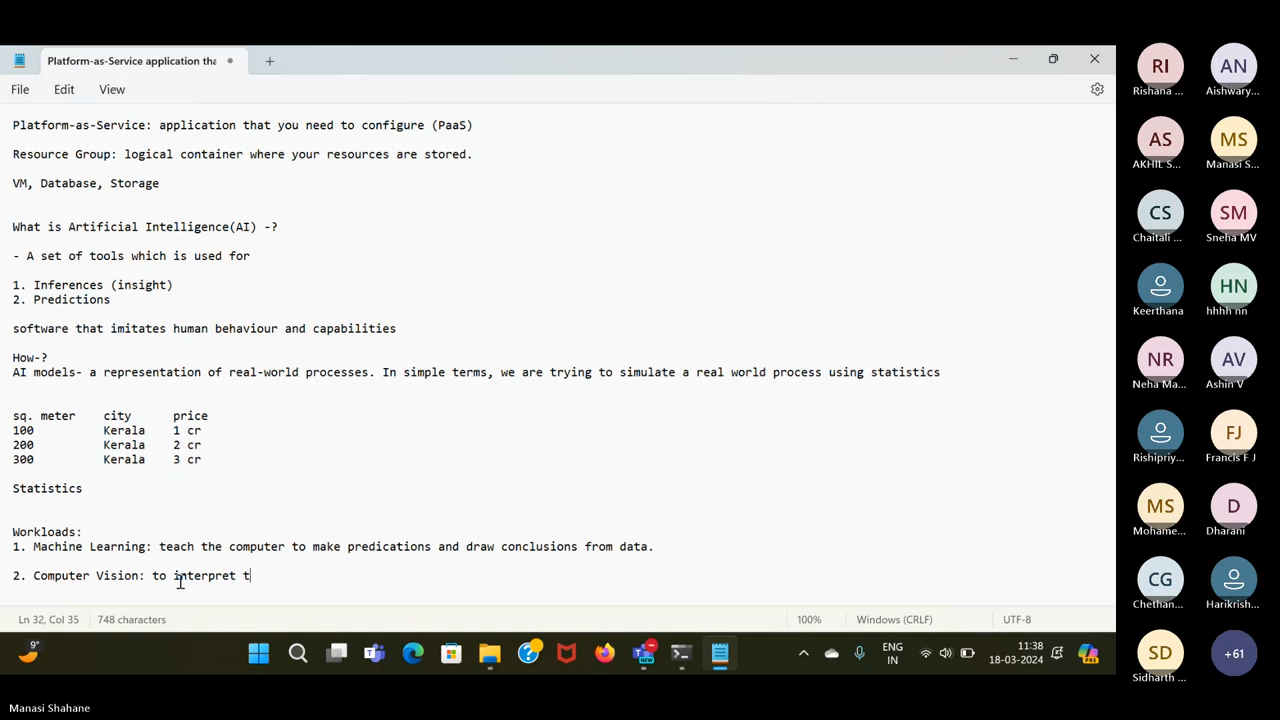 Platform-as-Service application tha
File Edit View
Platform-as-Service: application that you need to configure (PaaS)
Resource Group: logical container where your resources are stored.
VM, Database, Storage
What is Artificial Intelligence(AI) -?
- A set of tools which is used for
1. Inferences (insight)
2. Predictions
software that imitates human behaviour and capabilities
How-?
AI models- a representation of real-world processes. In simple terms, we are trying to simulate a real world process using statistics
sq. meter city price
100 Kerala 1 cr
200 Kerala 2 cr
300 Kerala 3 cr
Statistics
Workloads:
1. Machine Learning: teach the computer to make predications and draw conclusions from data.
2. Computer Vision: to interpret t
Ln 32, Col 35 748 characters 100% Windows (CRLF) UTF-8
9°
NEW
ENG
IN
11:38
18-03-2024
PRE
Manasi Shahane
RI AN
Rishana ... Aishwary...
AS MS
AKHIL S... Manasi S...
CS SM
Chaitali ... Sneha MV
HN
Keerthana hhhh nn
NR AV
Neha Ma... Ashin V
FJ
Rishipriy... Francis F J
MS D
Mohame... Dharani
CG
Chethan... Harikrish...
SD +61
Sidharth ...